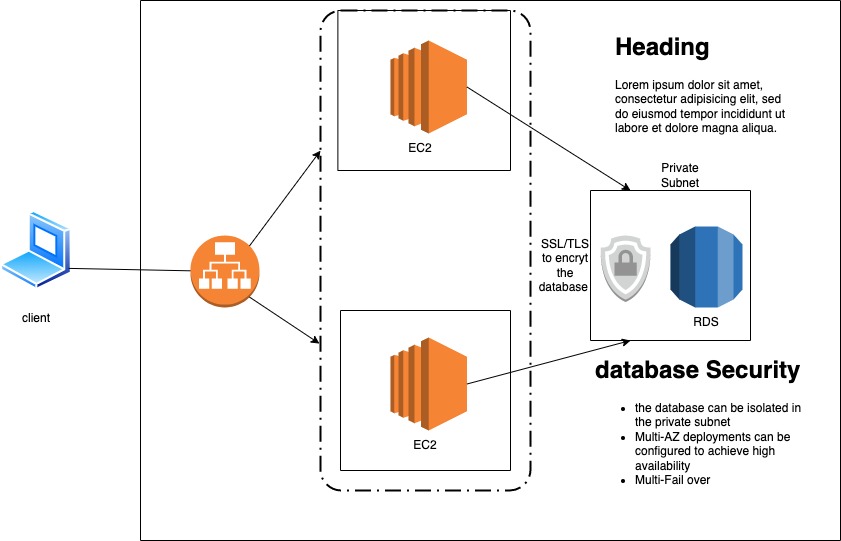 Heading
Lorem ipsum dolor sit amet,
consectetur adipisicing elit, sed
do eiusmod tempor incididunt ut
labore et dolore magna aliqua.
EC2
Private
Subnet
SSL/TLS
to encryt
the
database
client
RDS
database Security
• the database can be isolated in
the private subnet
• Multi-AZ deployments can be
configured to achieve high
availability
• Multi-Fail over
EC2